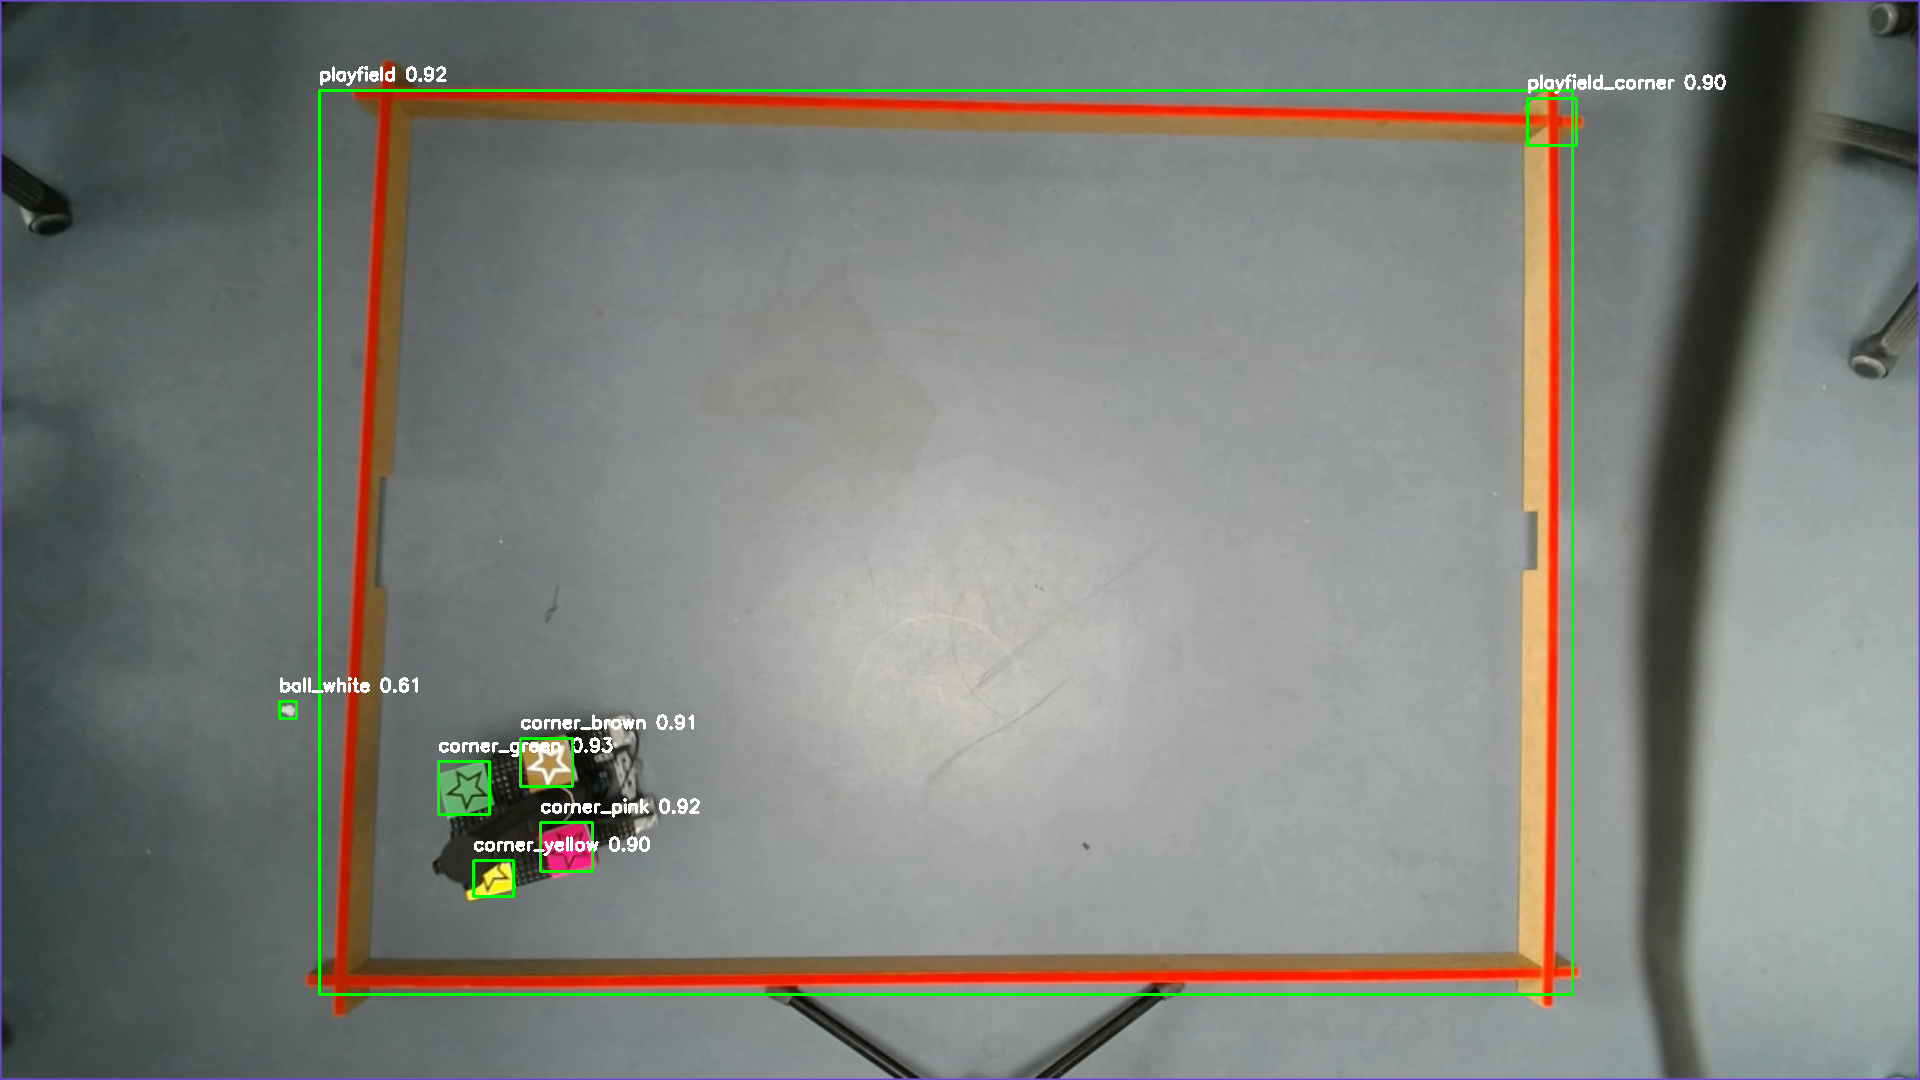 playfield 0.92
playfield_corner 0.90
ball_white 0.61
corner_brown 0.91
corner_green 0.93
corner_pink 0.92
corner_yellow 0.90